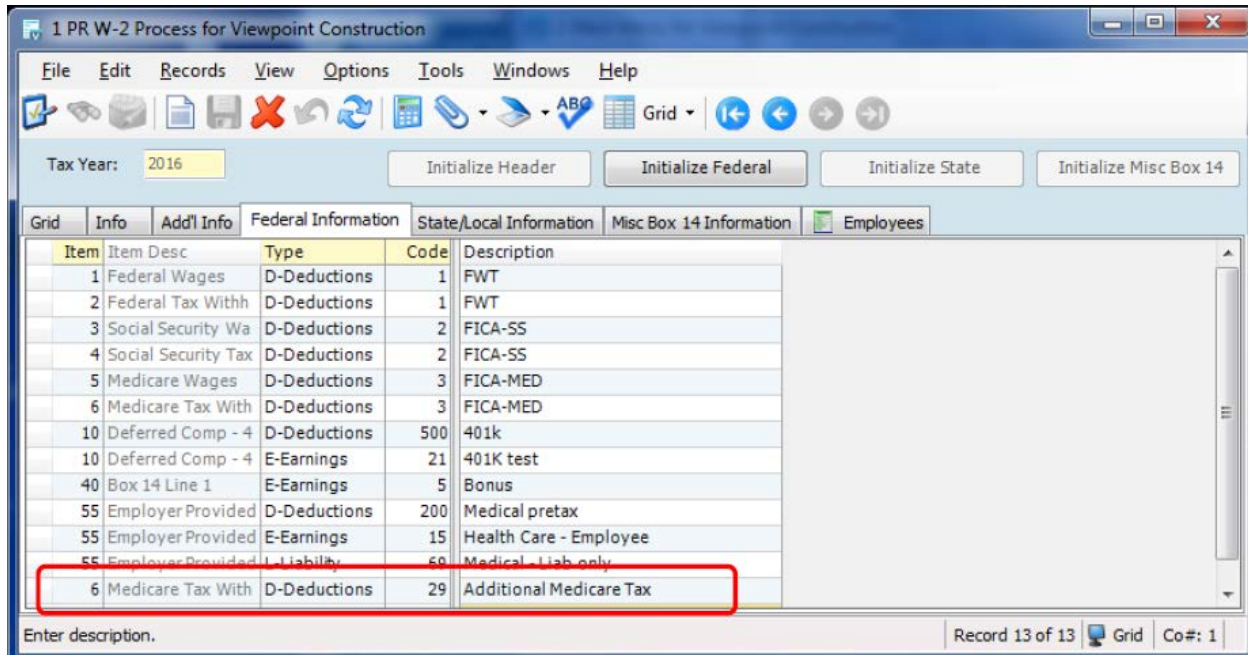 1 PR W-2 Process for Viewpoint Construction
File Edit Records View Options Tools Windows Help
ABC Grid
Tax Year: 2016 Initialize Header Initialize Federal Initialize State Initialize Misc Box 14
Grid Info Add'l Info Federal Information State/Local Information Misc Box 14 Information Employees
Item Item Desc Type Code Description
1 Federal Wages D-Deductions 1 FWT
2 Federal Tax Withh D-Deductions 1 FWT
3 Social Security Wa D-Deductions 2 FICA-SS
4 Social Security Tax D-Deductions 2 FICA-SS
5 Medicare Wages D-Deductions 3 FICA-MED
6 Medicare Tax With D-Deductions 3 FICA-MED
10 Deferred Comp - 4 D-Deductions 500 401k
10 Deferred Comp - 4 E-Earnings 21 401K test
40 Box 14 Line 1 E-Earnings 5 Bonus
55 Employer Provided D-Deductions 200 Medical pretax
55 Employer Provided E-Earnings 15 Health Care - Employee
55 Employer Provided L-Liability 69 Medical - Liab only
6 Medicare Tax With D-Deductions 29 Additional Medicare Tax
Enter description. Record 13 of 13 Grid Co#: 1